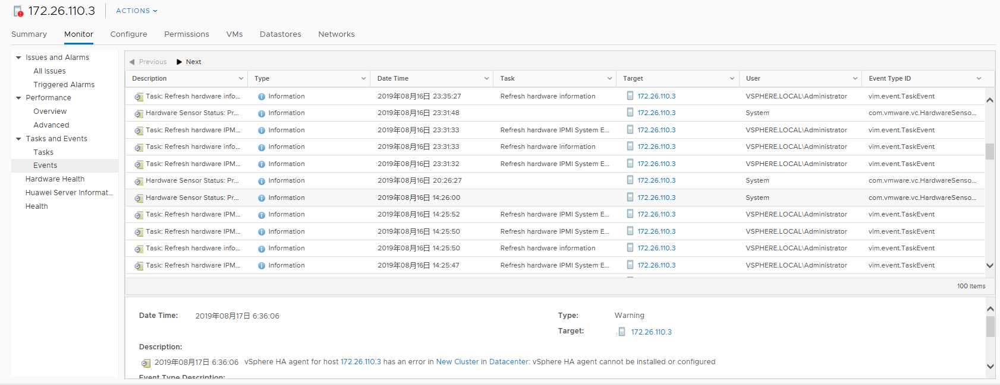 172.26.110.3 ACTIONS
Summary Monitor Configure Permissions VMs Datastores Networks
Issues and Alarms
All Issues
Triggered Alarms
Performance
Overview
Advanced
Tasks and Events
Tasks
Events
Hardware Health
Huawei Server Informat...
Health
Previous Next
Description Type Date Time Task Target User Event Type ID
Task: Refresh hardware info... Information 2019年08月16日 23:35:27 Refresh hardware information 172.26.110.3 VSPHERE.LOCAL\Administrator vim.event.TaskEvent
Hardware Sensor Status: Pr... Information 2019年08月16日 23:31:48 172.26.110.3 System com.vmware.vc.HardwareSenso...
Task: Refresh hardware IPM... Information 2019年08月16日 23:31:33 Refresh hardware IPMI System E... 172.26.110.3 VSPHERE.LOCAL\Administrator vim.event.TaskEvent
Task: Refresh hardware info... Information 2019年08月16日 23:31:33 Refresh hardware information 172.26.110.3 VSPHERE.LOCAL\Administrator vim.event.TaskEvent
Task: Refresh hardware IPM... Information 2019年08月16日 23:31:32 Refresh hardware IPMI System E... 172.26.110.3 VSPHERE.LOCAL\Administrator vim.event.TaskEvent
Hardware Sensor Status: Pr... Information 2019年08月16日 20:26:27 172.26.110.3 System com.vmware.vc.HardwareSenso...
Hardware Sensor Status: Pr... Information 2019年08月16日 14:26:00 172.26.110.3 System com.vmware.vc.HardwareSenso...
Task: Refresh hardware IPM... Information 2019年08月16日 14:25:52 Refresh hardware IPMI System E... 172.26.110.3 VSPHERE.LOCAL\Administrator vim.event.TaskEvent
Task: Refresh hardware IPM... Information 2019年08月16日 14:25:50 Refresh hardware IPMI System E... 172.26.110.3 VSPHERE.LOCAL\Administrator vim.event.TaskEvent
Task: Refresh hardware info... Information 2019年08月16日 14:25:50 Refresh hardware information 172.26.110.3 VSPHERE.LOCAL\Administrator vim.event.TaskEvent
Task: Refresh hardware IPM... Information 2019年08月16日 14:25:47 Refresh hardware IPMI System E... 172.26.110.3 VSPHERE.LOCAL\Administrator vim.event.TaskEvent
100 items
Date Time: 2019年08月17日 6:36:06 Type: Warning
Target: 172.26.110.3
Description:
2019年08月17日 6:36:06 vSphere HA agent for host 172.26.110.3 has an error in New Cluster in Datacenter: vSphere HA agent cannot be installed or configured
Event Type Description: